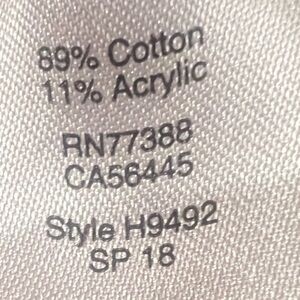 89% Cotton
11% Acrylic
RN77388
CA56445
Style H9492
SP 18